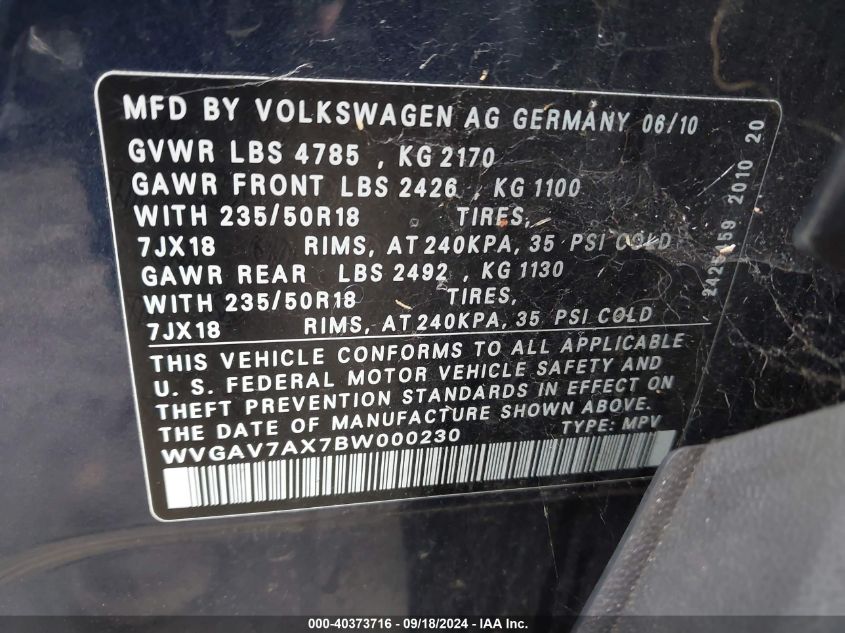 MFD BY VOLKSWAGEN AG GERMANY 06/10
GVWR LBS 4785 , KG 2170
GAWR FRONT LBS 2426 , KG 1100
WITH 235/50R18 TIRES,
7JX18 RIMS, AT 240KPA, 35 PSI COLD
GAWR REAR LBS 2492 , KG 1130
WITH 235/50R18 TIRES,
7JX18 RIMS, AT 240KPA, 35 PSI COLD
THIS VEHICLE CONFORMS TO ALL APPLICABLE
U. S. FEDERAL MOTOR VEHICLE SAFETY AND
THEFT PREVENTION STANDARDS IN EFFECT ON
THE DATE OF MANUFACTURE SHOWN ABOVE.
WVGAV7AX7BW000230 TYPE: MPV
2010 20
000-40373716 - 09/18/2024 - IAA Inc.